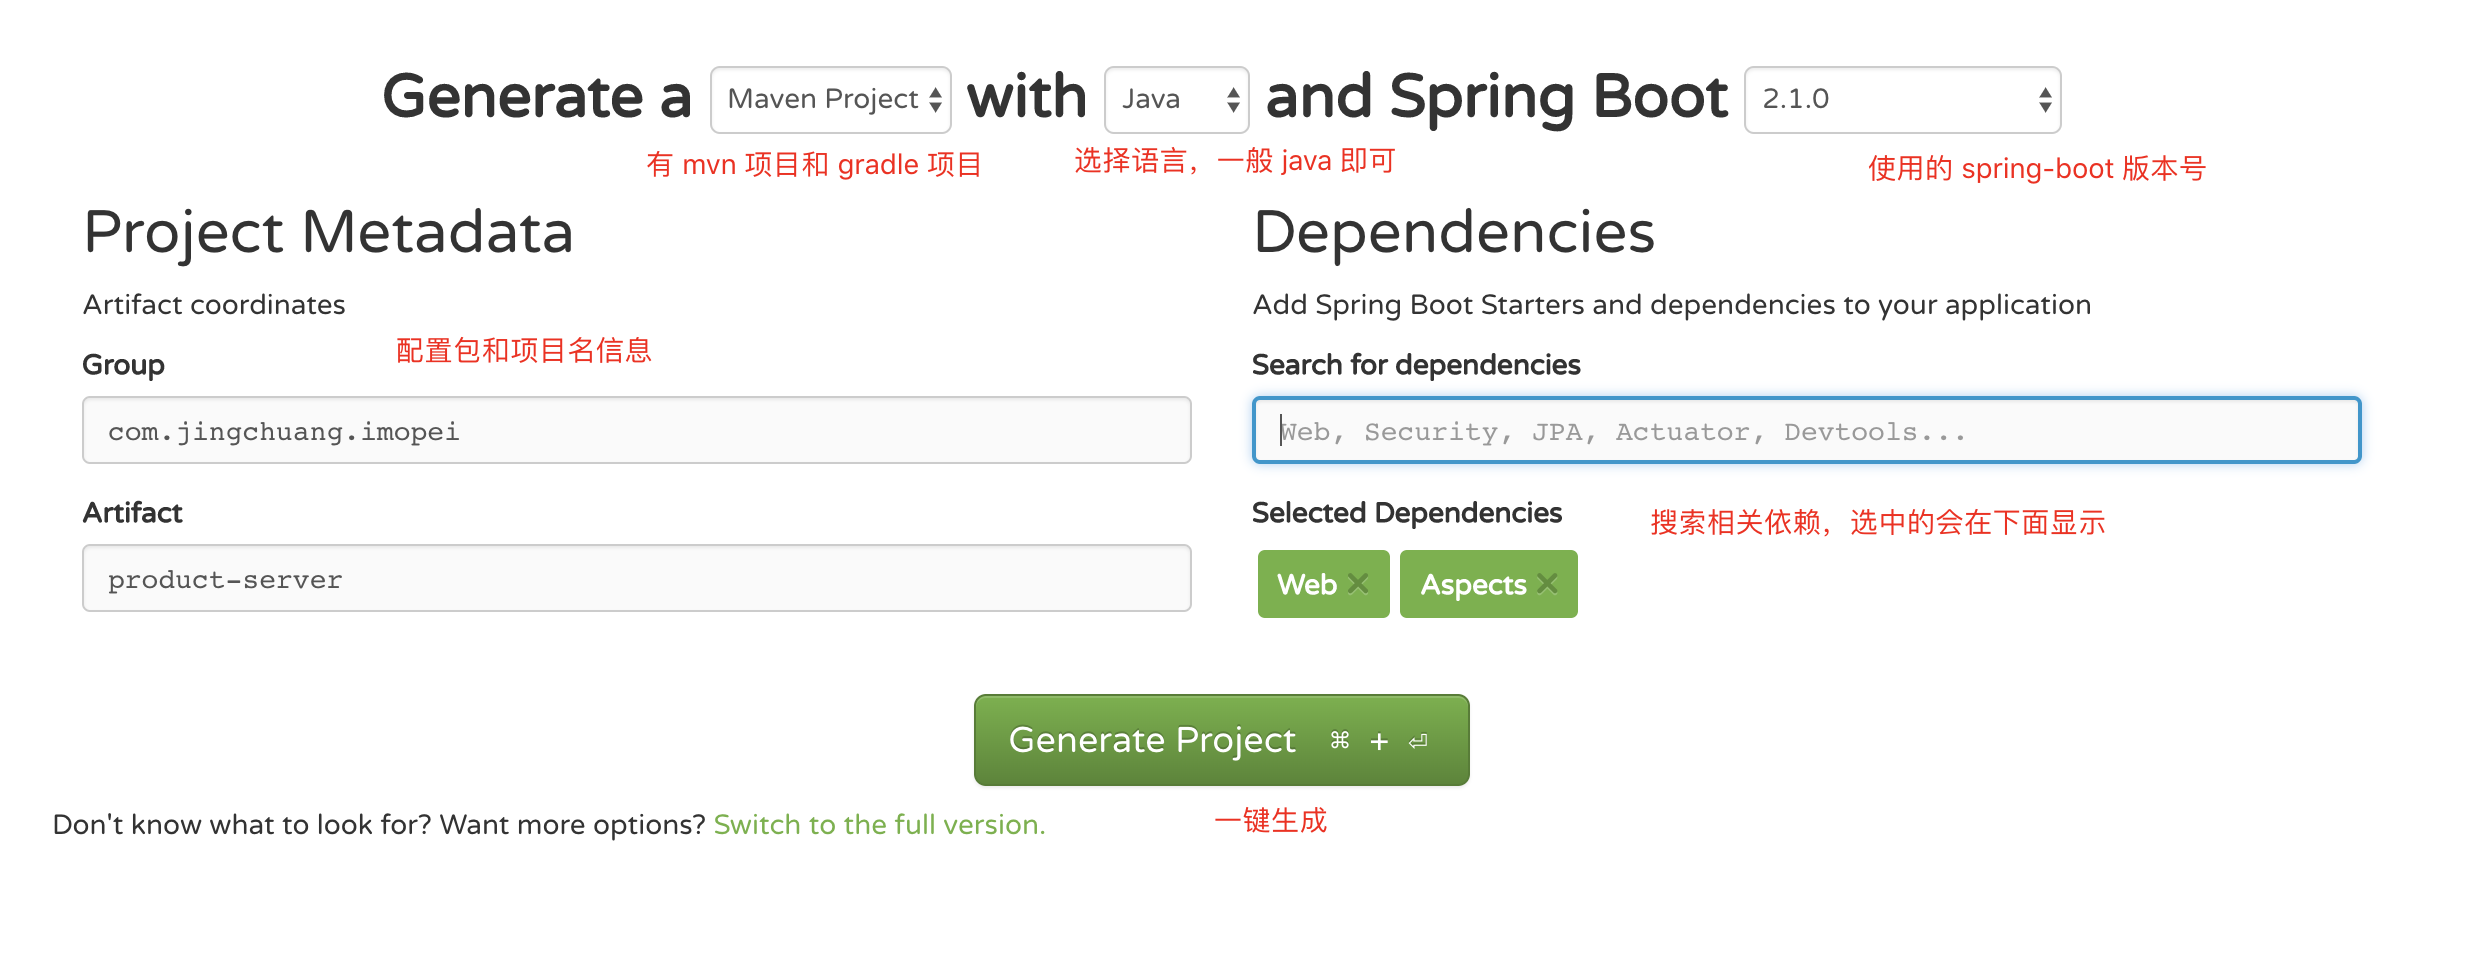 Generate a Maven Project with Java and Spring Boot 2.1.0
有 mvn 项目和 gradle 项目
选择语言，一般 java 即可
使用的 spring-boot 版本号
Project Metadata
Artifact coordinates
配置包和项目名信息
Group
com.jingchuang.imopei
Artifact
product-server
Dependencies
Add Spring Boot Starters and dependencies to your application
Search for dependencies
Web, Security, JPA, Actuator, Devtools...
Selected Dependencies
搜索相关依赖，选中的会在下面显示
Web × Aspects ×
Generate Project ⌘ + ⏎
一键生成
Don't know what to look for? Want more options? Switch to the full version.